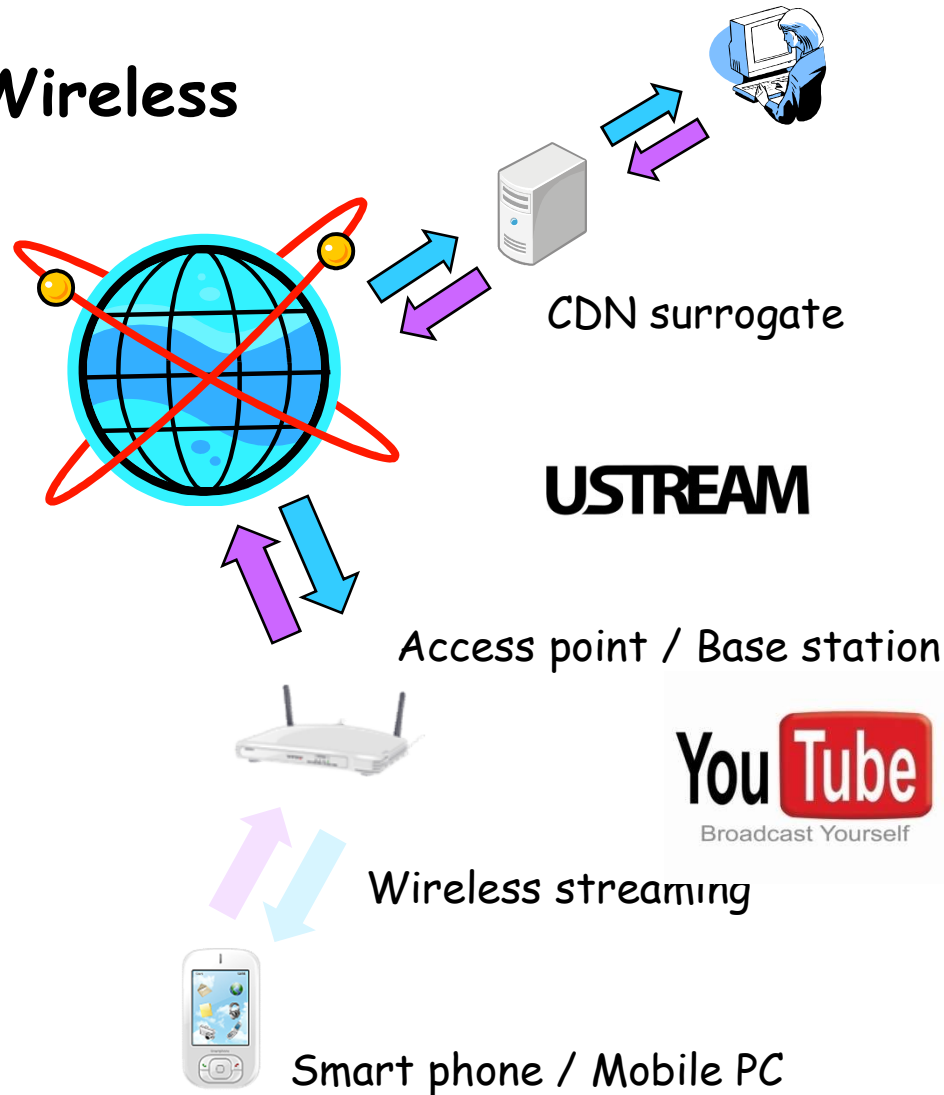 Wireless
CDN surrogate
USTREAM
Access point / Base station
You Tube
Broadcast Yourself
Wireless streaming
Smart phone / Mobile PC